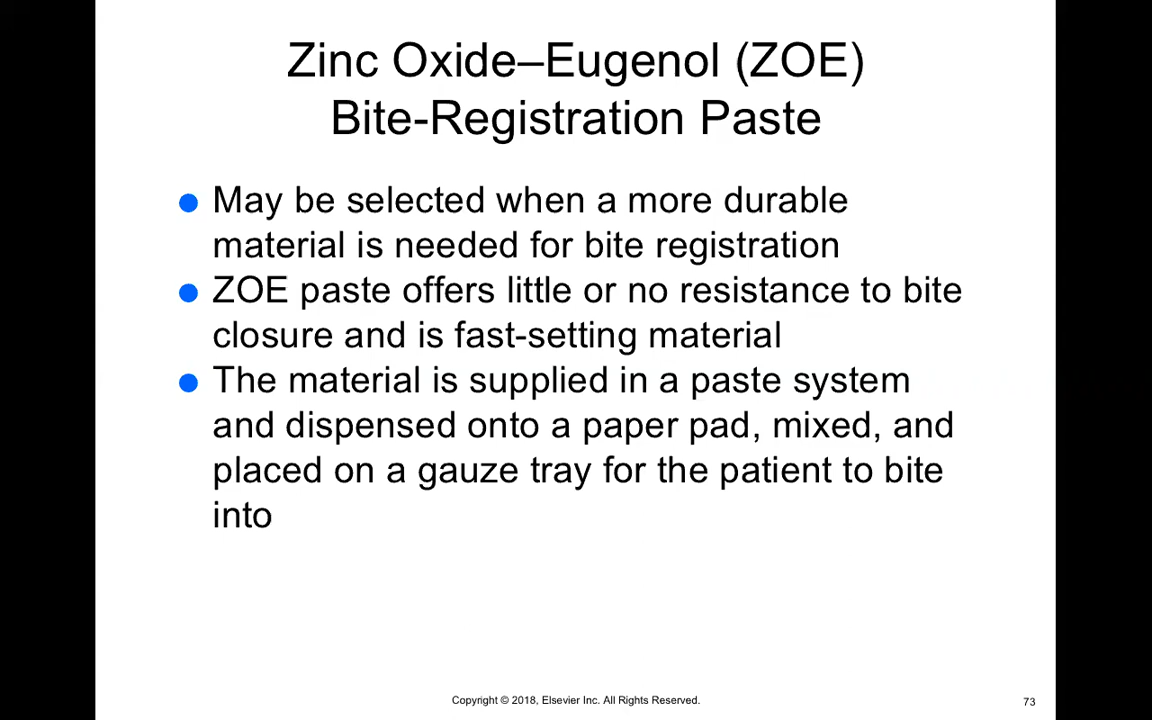 Zinc Oxide–Eugenol (ZOE)
Bite-Registration Paste
● May be selected when a more durable
material is needed for bite registration
● ZOE paste offers little or no resistance to bite
closure and is fast-setting material
● The material is supplied in a paste system
and dispensed onto a paper pad, mixed, and
placed on a gauze tray for the patient to bite
into
Copyright © 2018, Elsevier Inc. All Rights Reserved.
73